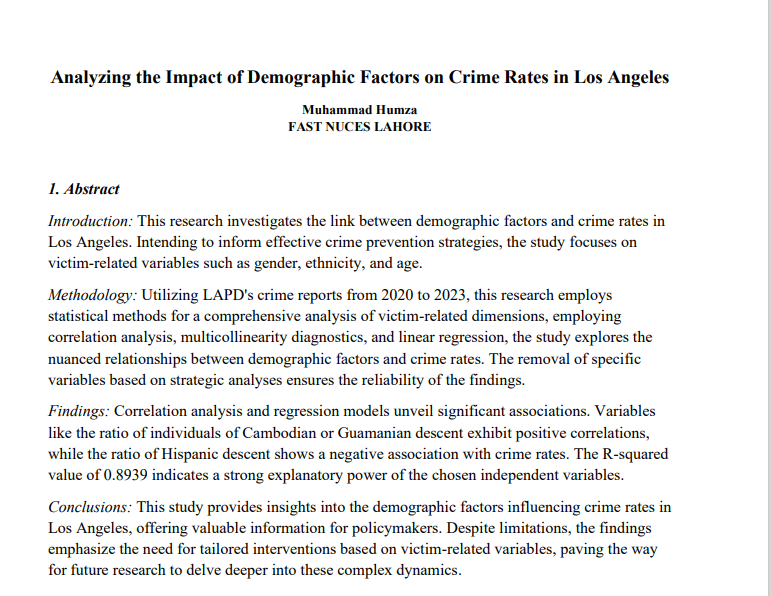 Analyzing the Impact of Demographic Factors on Crime Rates in Los Angeles
Muhammad Humza
FAST NUCES LAHORE
1. Abstract
Introduction: This research investigates the link between demographic factors and crime rates in
Los Angeles. Intending to inform effective crime prevention strategies, the study focuses on
victim-related variables such as gender, ethnicity, and age.
Methodology: Utilizing LAPD's crime reports from 2020 to 2023, this research employs
statistical methods for a comprehensive analysis of victim-related dimensions, employing
correlation analysis, multicollinearity diagnostics, and linear regression, the study explores the
nuanced relationships between demographic factors and crime rates. The removal of specific
variables based on strategic analyses ensures the reliability of the findings.
Findings: Correlation analysis and regression models unveil significant associations. Variables
like the ratio of individuals of Cambodian or Guamanian descent exhibit positive correlations,
while the ratio of Hispanic descent shows a negative association with crime rates. The R-squared
value of 0.8939 indicates a strong explanatory power of the chosen independent variables.
Conclusions: This study provides insights into the demographic factors influencing crime rates in
Los Angeles, offering valuable information for policymakers. Despite limitations, the findings
emphasize the need for tailored interventions based on victim-related variables, paving the way
for future research to delve deeper into these complex dynamics.